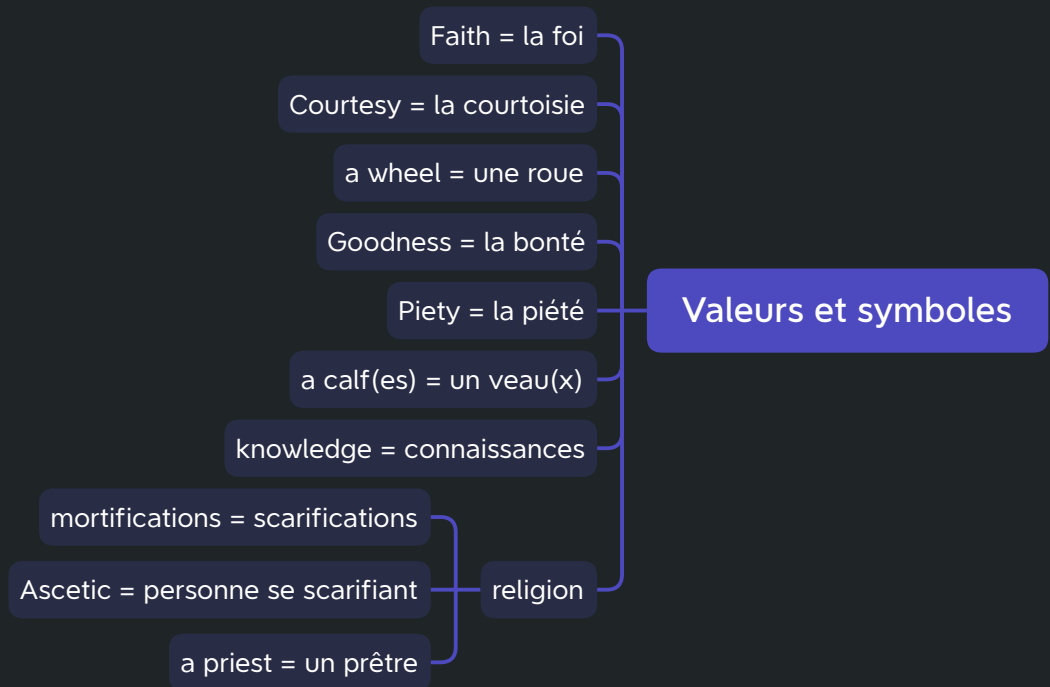 Faith = la foi
Courtesy = la courtoisie
a wheel = une roue
Goodness = la bonté
Valeurs et symboles
Piety = la piété
a calf(es) = un veau(x)
knowledge = connaissances
mortifications = scarifications
Ascetic = personne se scarifiant
religion
a priest = un prêtre